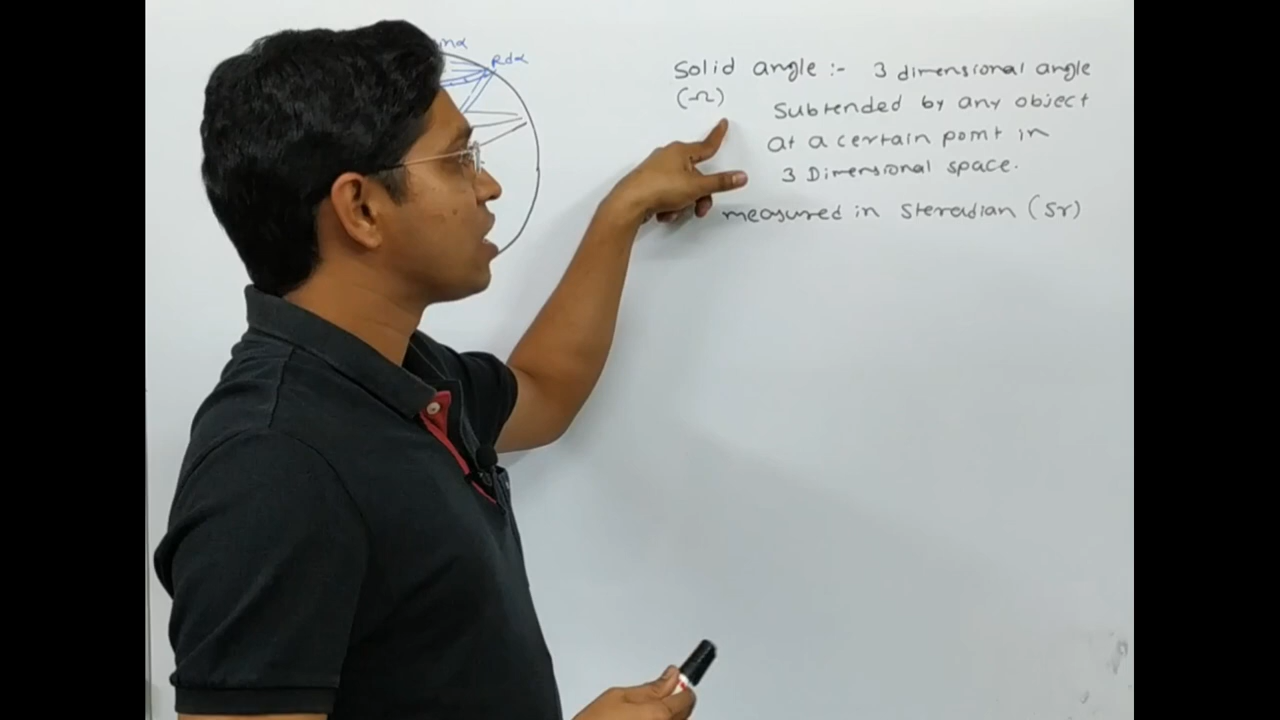 Rdα
Solid angle :- 3 dimensional angle
(Ω) Subtended by any object
at a certain point in
3 Dimensional space.
measured in Steradian (Sr)